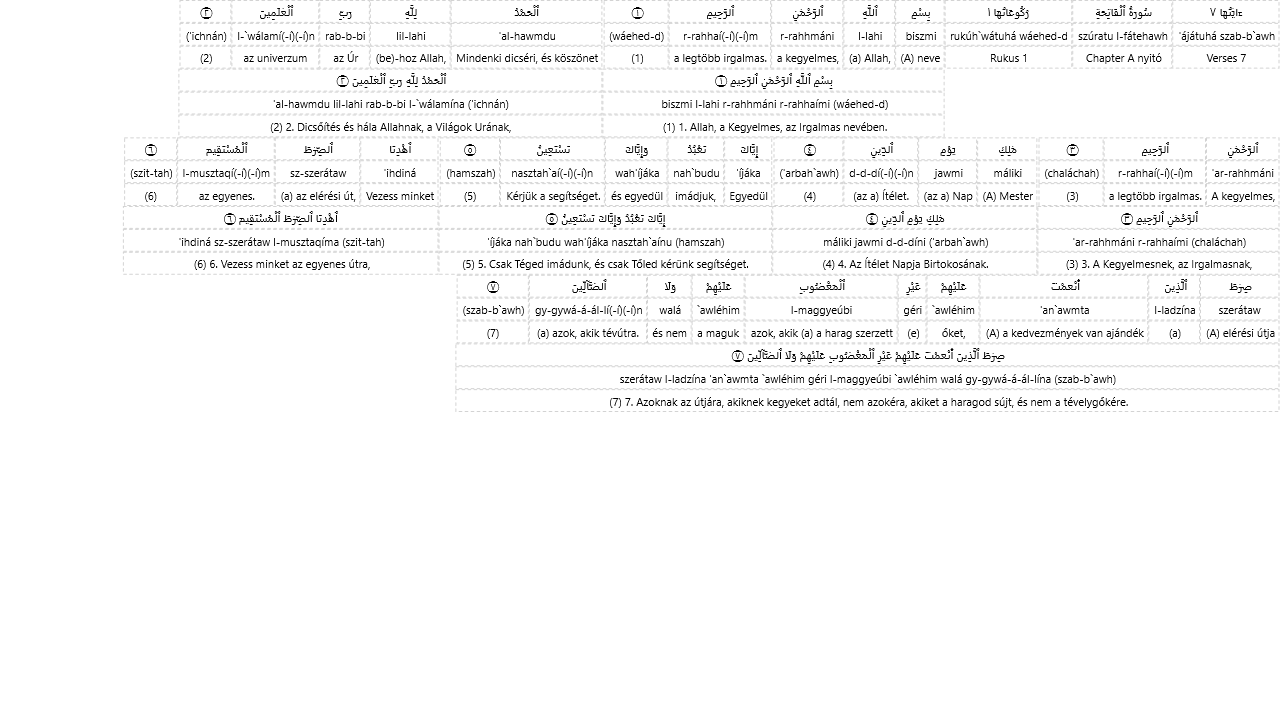 ءايَٰتُهَا ٧ سُورَةُ ٱلْفَاتِحَةِ رُكُوعَاتُهَا ١ بِسْمِ ٱللَّهِ ٱلرَّحْمَٰنِ ٱلرَّحِيمِ ١ ٱلْحَمْدُ لِلَّهِ رَبِّ ٱلْعَٰلَمِينَ ٢
'ájátuhá szab-b`awh szúratu l-fátehawh rukúh`wátuhá wáehed-d biszmi l-lahi r-rahhmáni r-rahhaí(-í)(-í)m (wáehed-d) 'al-hawmdu lil-lahi rab-b-bi l-`wálamí(-í)(-í)n ('ichnán)
Verses 7 Chapter A nyitó Rukus 1 (A) neve (a) Allah, a kegyelmes, a legtöbb irgalmas. (1) Mindenki dicséri, és köszönet (be)-hoz Allah, az Úr az univerzum (2)
بِسْمِ ٱللَّهِ ٱلرَّحْمَٰنِ ٱلرَّحِيمِ ١ ٱلْحَمْدُ لِلَّهِ رَبِّ ٱلْعَٰلَمِينَ ٢
biszmi l-lahi r-rahhmáni r-rahhaími (wáehed-d) 'al-hawmdu lil-lahi rab-b-bi l-`wálamína ('ichnán)
(1) 1. Allah, a Kegyelmes, az Irgalmas nevében. (2) 2. Dicsőítés és hála Allahnak, a Világok Urának,
ٱلرَّحْمَٰنِ ٱلرَّحِيمِ ٣ مَٰلِكِ يَوْمِ ٱلدِّينِ ٤ إِيَّاكَ نَعْبُدُ وَإِيَّاكَ نَسْتَعِينُ ٥ ٱهْدِنَا ٱلصِّرَٰطَ ٱلْمُسْتَقِيمَ ٦
'ar-rahhmáni r-rahhaí(-í)(-í)m (chaláchah) máliki jawmi d-d-dí(-í)(-í)n ('arbah`awh) 'íjáka nah`budu wah'íjáka nasztah`aí(-í)(-í)n (hamszah) 'ihdiná sz-szerátaw l-musztaqí(-í)(-í)m (szit-tah)
A kegyelmes, a legtöbb irgalmas. (3) (A) Mester (az a) Nap (az a) Ítélet. (4) Egyedül imádjuk, és egyedül Kérjük a segítséget. (5) Vezess minket (a) az elérési út, az egyenes. (6)
ٱلرَّحْمَٰنِ ٱلرَّحِيمِ ٣ مَٰلِكِ يَوْمِ ٱلدِّينِ ٤ إِيَّاكَ نَعْبُدُ وَإِيَّاكَ نَسْتَعِينُ ٥ ٱهْدِنَا ٱلصِّرَٰطَ ٱلْمُسْتَقِيمَ ٦
'ar-rahhmáni r-rahhaími (chaláchah) máliki jawmi d-d-díni ('arbah`awh) 'íjáka nah`budu wah'íjáka nasztah`aínu (hamszah) 'ihdiná sz-szerátaw l-musztaqíma (szit-tah)
(3) 3. A Kegyelmesnek, az Irgalmasnak, (4) 4. Az Ítélet Napja Birtokosának. (5) 5. Csak Téged imádunk, és csak Tőled kérünk segítséget. (6) 6. Vezess minket az egyenes útra,
صِرَٰطَ ٱلَّذِينَ أَنْعَمْتَ عَلَيْهِمْ غَيْرِ ٱلْمَغْضُوبِ عَلَيْهِمْ وَلَا ٱلضَّآلِّينَ ٧
szerátaw l-ladzína 'an`awmta `awléhim géri l-maggyeúbi `awléhim walá gy-gywá-á-ál-lí(-í)(-í)n (szab-b`awh)
(A) elérési útja (a) (A) a kedvezmények van ajándék őket, (e) azok, akik (a) a harag szerzett a maguk és nem (a) azok, akik tévútra. (7)
صِرَٰطَ ٱلَّذِينَ أَنْعَمْتَ عَلَيْهِمْ غَيْرِ ٱلْمَغْضُوبِ عَلَيْهِمْ وَلَا ٱلضَّآلِّينَ ٧
szerátaw l-ladzína 'an`awmta `awléhim géri l-maggyeúbi `awléhim walá gy-gywá-á-ál-lína (szab-b`awh)
(7) 7. Azoknak az útjára, akiknek kegyeket adtál, nem azokéra, akiket a haragod sújt, és nem a tévelygőkére.